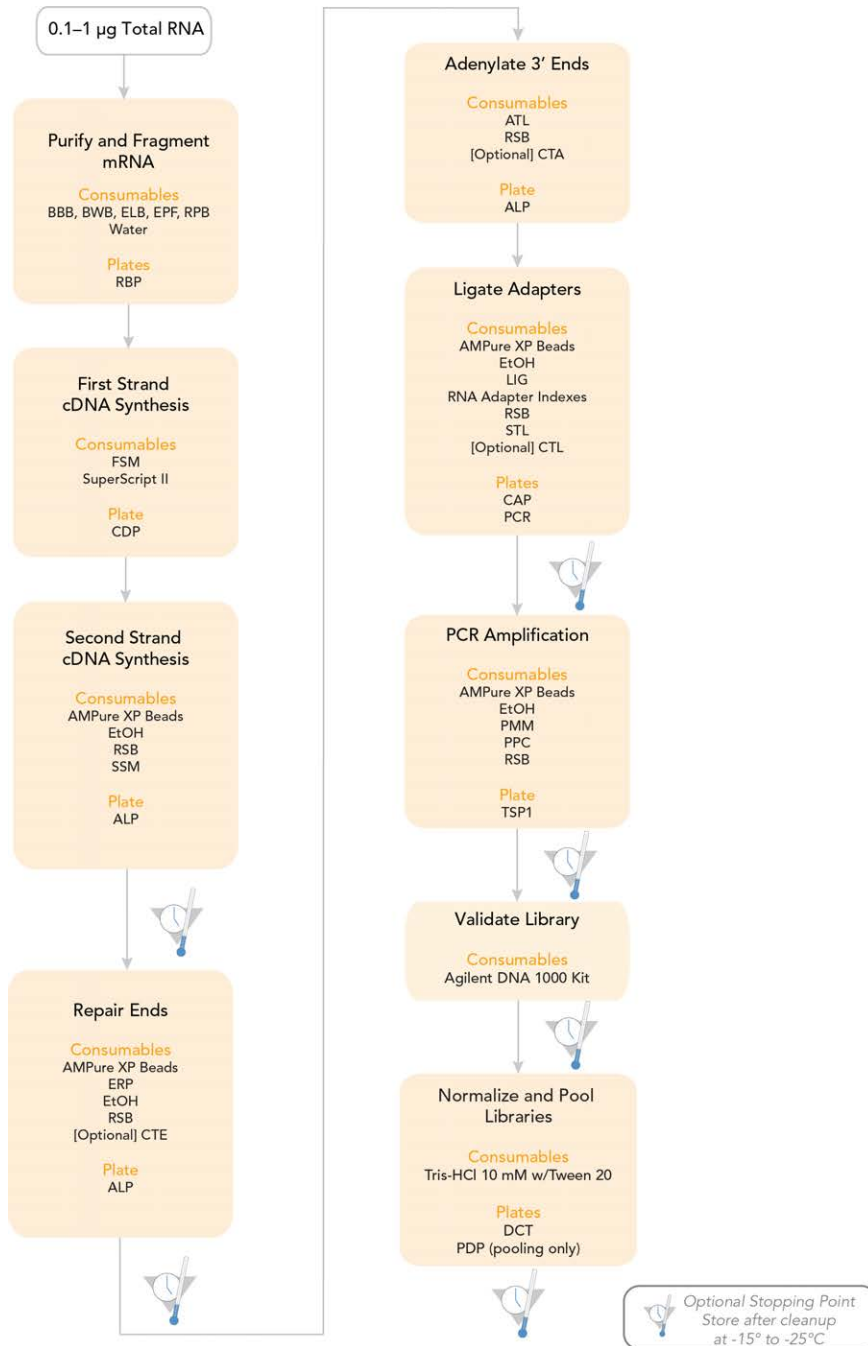 0.1–1 µg Total RNA
Purify and Fragment
mRNA
Consumables
BBB, BWB, ELB, EPF, RPB
Water
Plates
RBP
First Strand
cDNA Synthesis
Consumables
FSM
SuperScript II
Plate
CDP
Second Strand
cDNA Synthesis
Consumables
AMPure XP Beads
EtOH
RSB
SSM
Plate
ALP
Repair Ends
Consumables
AMPure XP Beads
ERP
EtOH
RSB
[Optional] CTE
Plate
ALP
Adenylate 3’ Ends
Consumables
ATL
RSB
[Optional] CTA
Plate
ALP
Ligate Adapters
Consumables
AMPure XP Beads
EtOH
LIG
RNA Adapter Indexes
RSB
STL
[Optional] CTL
Plates
CAP
PCR
PCR Amplification
Consumables
AMPure XP Beads
EtOH
PMM
PPC
RSB
Plate
TSP1
Validate Library
Consumables
Agilent DNA 1000 Kit
Normalize and Pool
Libraries
Consumables
Tris-HCl 10 mM w/Tween 20
Plates
DCT
PDP (pooling only)
Optional Stopping Point
Store after cleanup
at -15° to -25°C